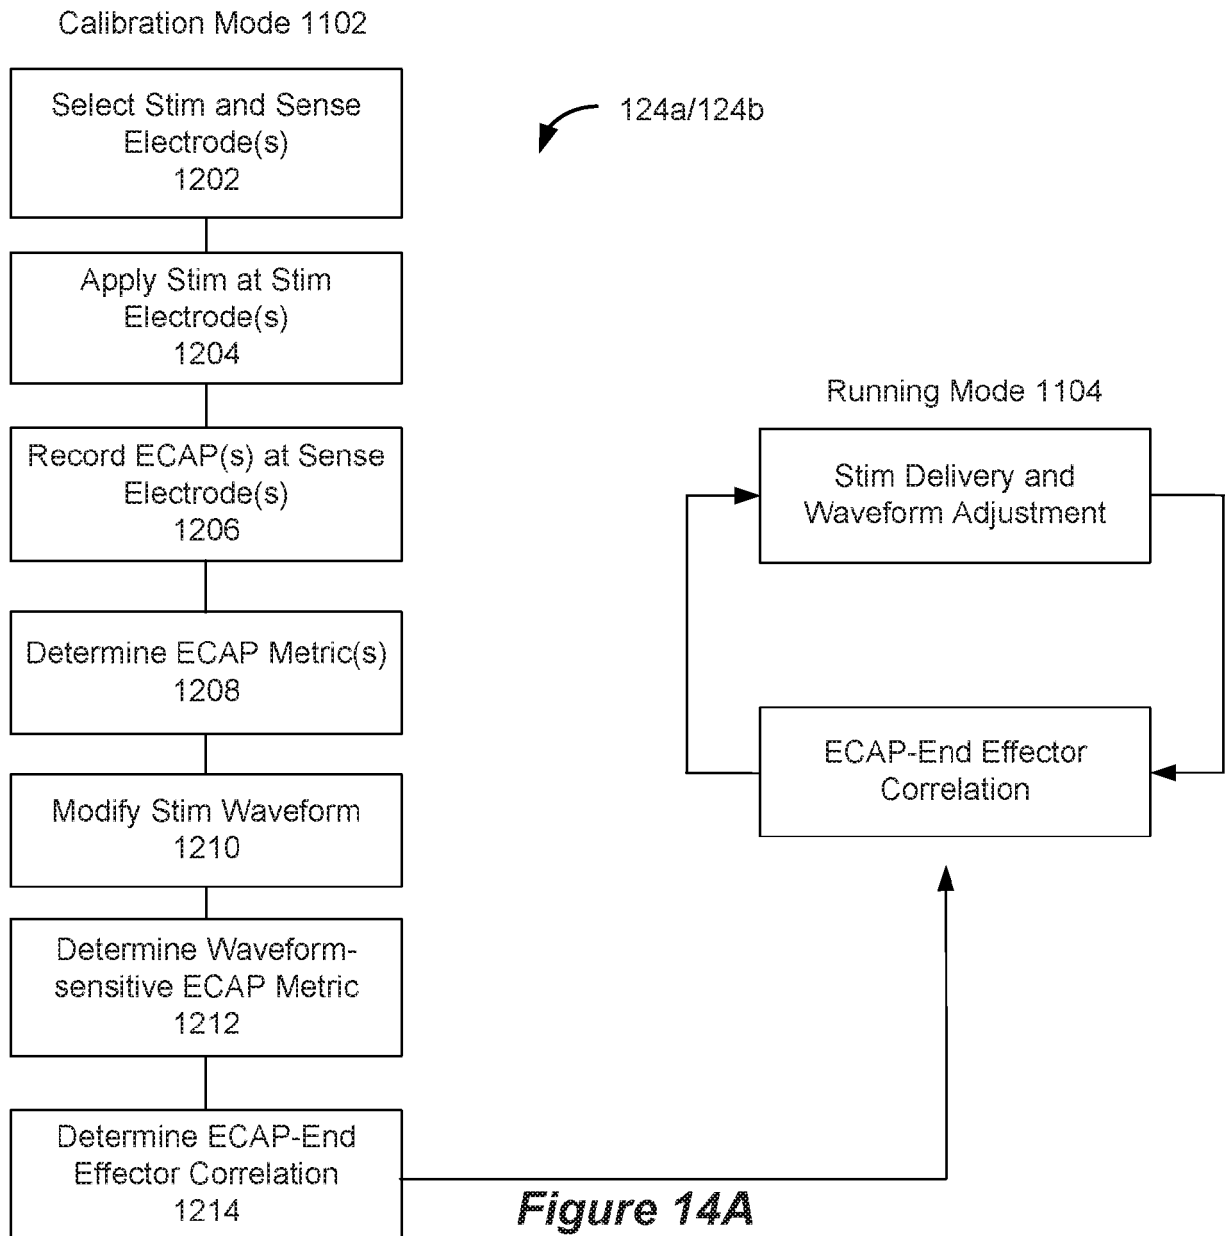 Calibration Mode 1102
Select Stim and Sense
Electrode(s)
1202
124a/124b
Apply Stim at Stim
Electrode(s)
1204
Record ECAP(s) at Sense
Electrode(s)
1206
Determine ECAP Metric(s)
1208
Modify Stim Waveform
1210
Determine Waveform-
sensitive ECAP Metric
1212
Determine ECAP-End
Effector Correlation
1214
Running Mode 1104
Stim Delivery and
Waveform Adjustment
ECAP-End Effector
Correlation
Figure 14A